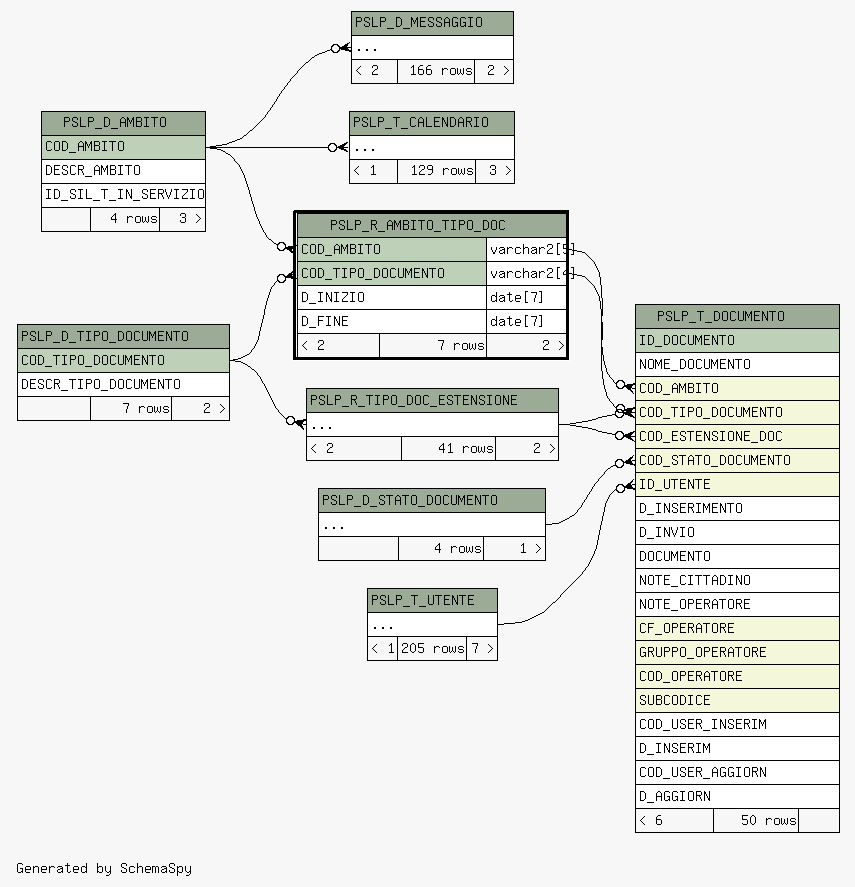 PSLP_D_MESSAGGIO
...
< 2 166 rows 2 >
PSLP_D_AMBITO
COD_AMBITO
DESCR_AMBITO
ID_SIL_T_IN_SERVIZIO
4 rows 3 >
PSLP_T_CALENDARIO
...
< 1 129 rows 3 >
PSLP_R_AMBITO_TIPO_DOC
COD_AMBITO varchar2[5]
COD_TIPO_DOCUMENTO varchar2[4]
D_INIZIO date[7]
D_FINE date[7]
< 2 7 rows 2 >
PSLP_D_TIPO_DOCUMENTO
COD_TIPO_DOCUMENTO
DESCR_TIPO_DOCUMENTO
7 rows 2 >
PSLP_R_TIPO_DOC_ESTENSIONE
...
< 2 41 rows 2 >
PSLP_D_STATO_DOCUMENTO
...
4 rows 1 >
PSLP_T_UTENTE
...
< 1 205 rows 7 >
PSLP_T_DOCUMENTO
ID_DOCUMENTO
NOME_DOCUMENTO
COD_AMBITO
COD_TIPO_DOCUMENTO
COD_ESTENSIONE_DOC
COD_STATO_DOCUMENTO
ID_UTENTE
D_INSERIMENTO
D_INVIO
DOCUMENTO
NOTE_CITTADINO
NOTE_OPERATORE
CF_OPERATORE
GRUPPO_OPERATORE
COD_OPERATORE
SUBCODICE
COD_USER_INSERIM
D_INSERIM
COD_USER_AGGIORN
D_AGGIORN
< 6 50 rows
Generated by SchemaSpy